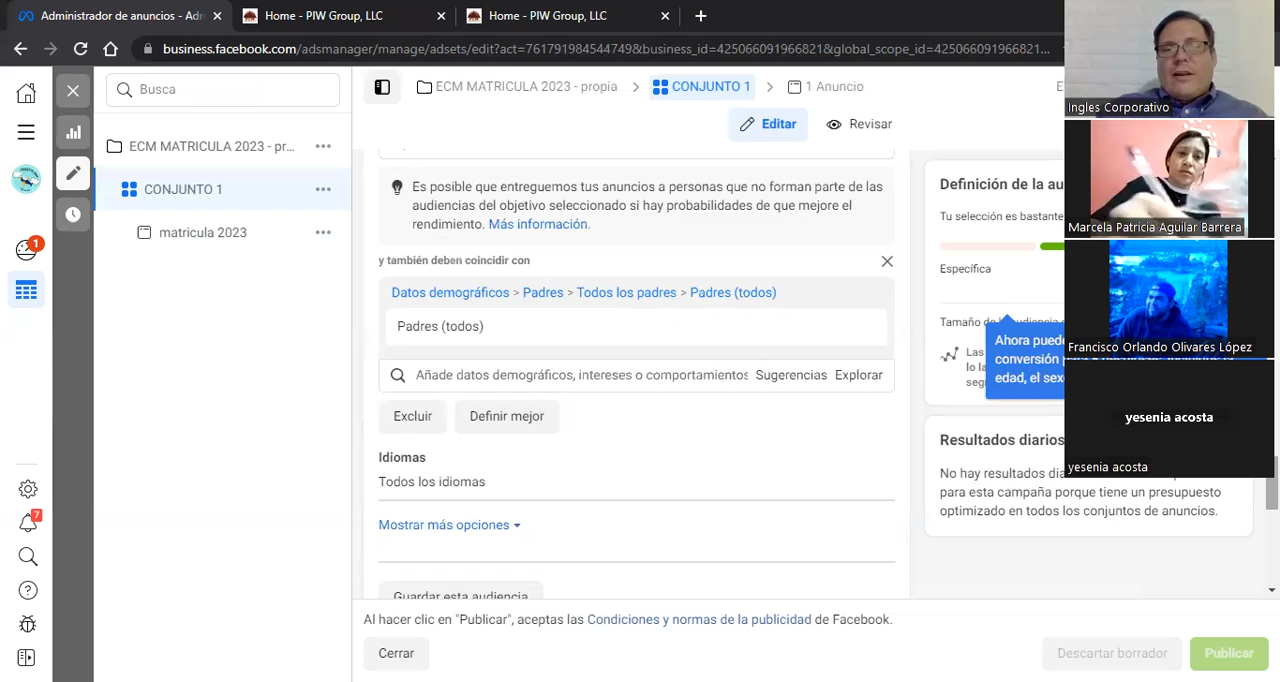 Administrador de anuncios - Adr
Home - PIW Group, LLC
Home - PIW Group, LLC
business.facebook.com/adsmanager/manage/adsets/edit?act=761791984544749&business_id=425066091966821&global_scope_id=425066091966821...
Busca
ECM MATRICULA 2023 - pr...
CONJUNTO 1
matricula 2023
1
7
ECM MATRICULA 2023 - propia
CONJUNTO 1
1 Anuncio
E
Editar
Revisar
Es posible que entreguemos tus anuncios a personas que no forman parte de las
audiencias del objetivo seleccionado si hay probabilidades de que mejore el
rendimiento. Más información.
y también deben coincidir con
Datos demográficos > Padres > Todos los padres > Padres (todos)
Padres (todos)
Añade datos demográficos, intereses o comportamientos
Sugerencias
Explorar
Excluir
Definir mejor
Idiomas
Todos los idiomas
Mostrar más opciones
Guardar esta audiencia
Al hacer clic en "Publicar", aceptas las Condiciones y normas de la publicidad de Facebook.
Cerrar
Descartar borrador
Publicar
Definición de la au
Tu selección es bastante
Específica
Tamaño de
Las
lo la
seg
Ahora puede
conversión p
edad, el sex
Resultados diarios
No hay resultados dia
para esta campaña porque tiene un presupuesto
optimizado en todos los conjuntos de anuncios.
Ingles Corporativo
Marcela Patricia Aguilar Barrera
Francisco Orlando Olivares López
yesenia acosta
yesenia acosta